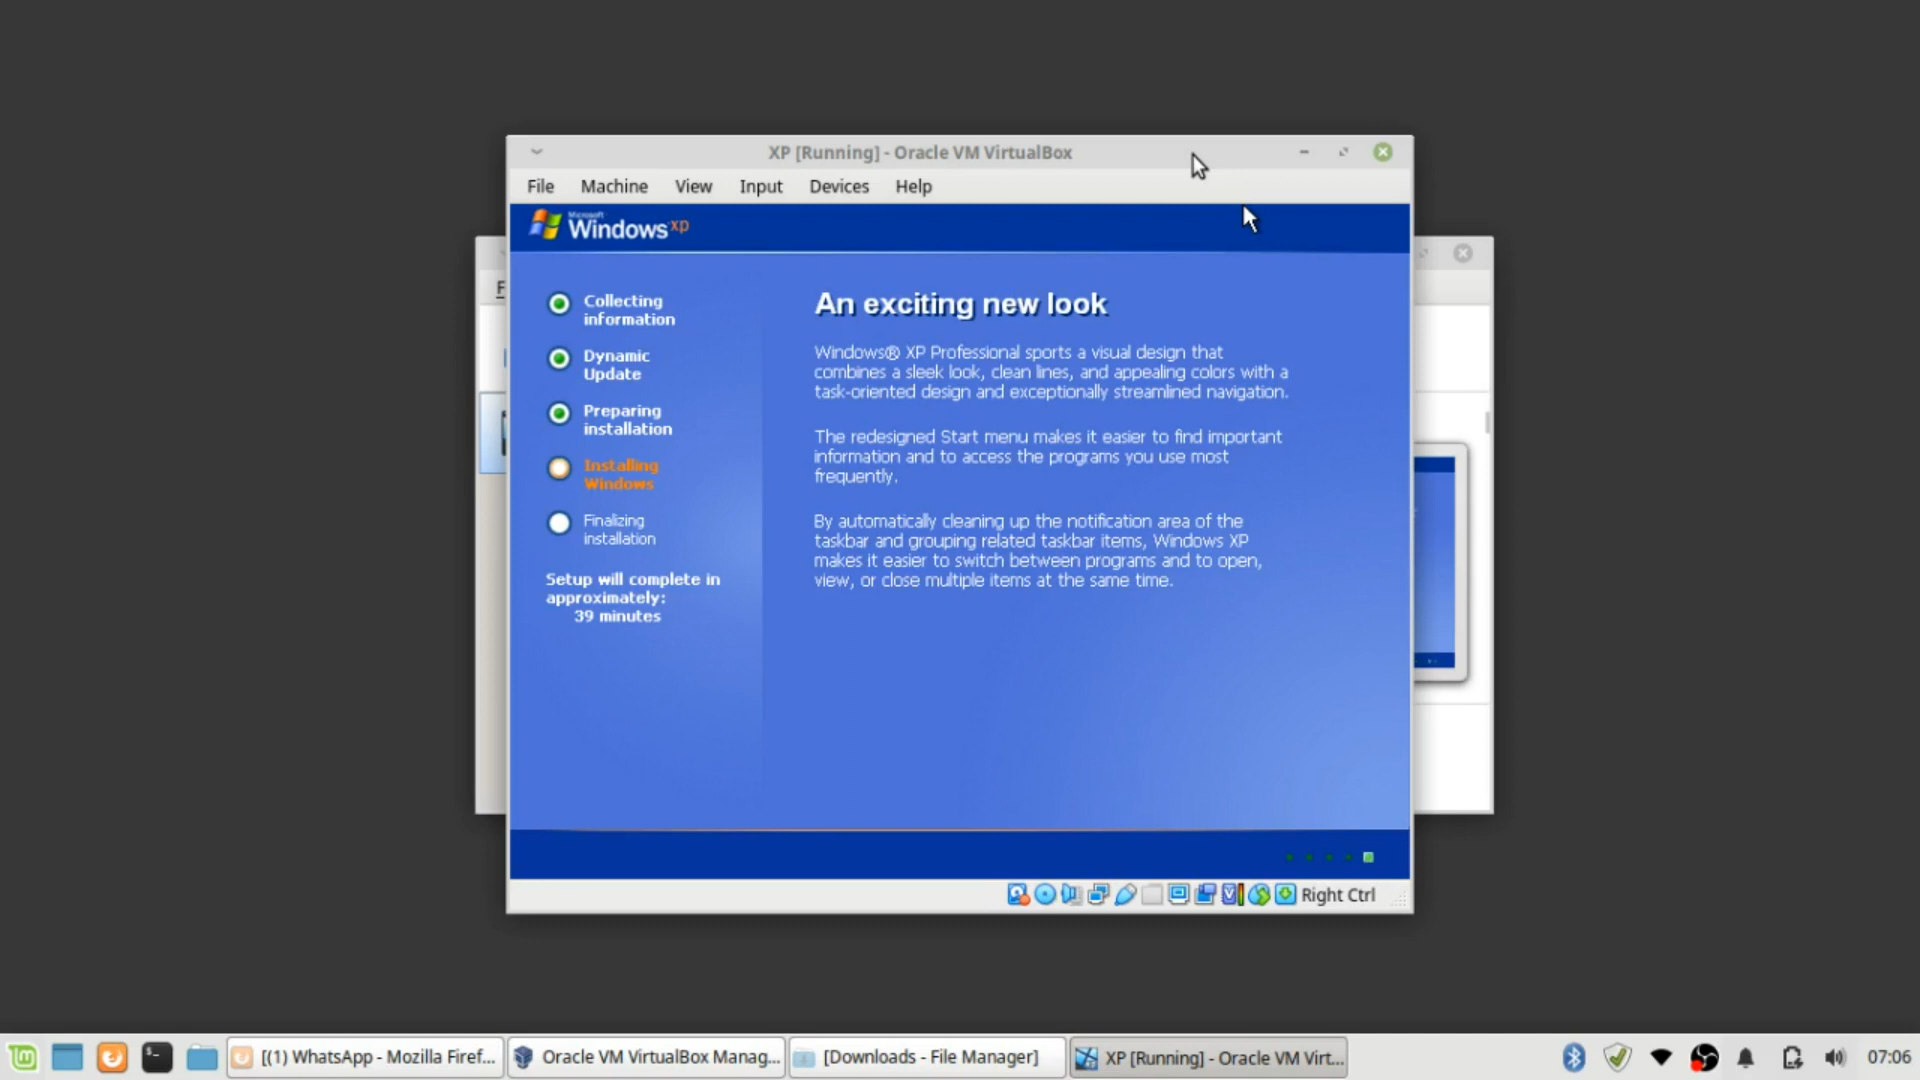 XP [Running] - Oracle VM VirtualBox
File Machine View Input Devices Help
Microsoft
Windows xp
Collecting
information
Dynamic
Update
Preparing
installation
Installing
Windows
Finalizing
installation
Setup will complete in
approximately:
39 minutes
An exciting new look
Windows® XP Professional sports a visual design that
combines a sleek look, clean lines, and appealing colors with a
task-oriented design and exceptionally streamlined navigation.
The redesigned Start menu makes it easier to find important
information and to access the programs you use most
frequently.
By automatically cleaning up the notification area of the
taskbar and grouping related taskbar items, Windows XP
makes it easier to switch between programs and to open,
view, or close multiple items at the same time.
F
Right Ctrl
[(1) WhatsApp - Mozilla Firef... Oracle VM VirtualBox Manag... [Downloads - File Manager] XP [Running] - Oracle VM Virt... 07:06